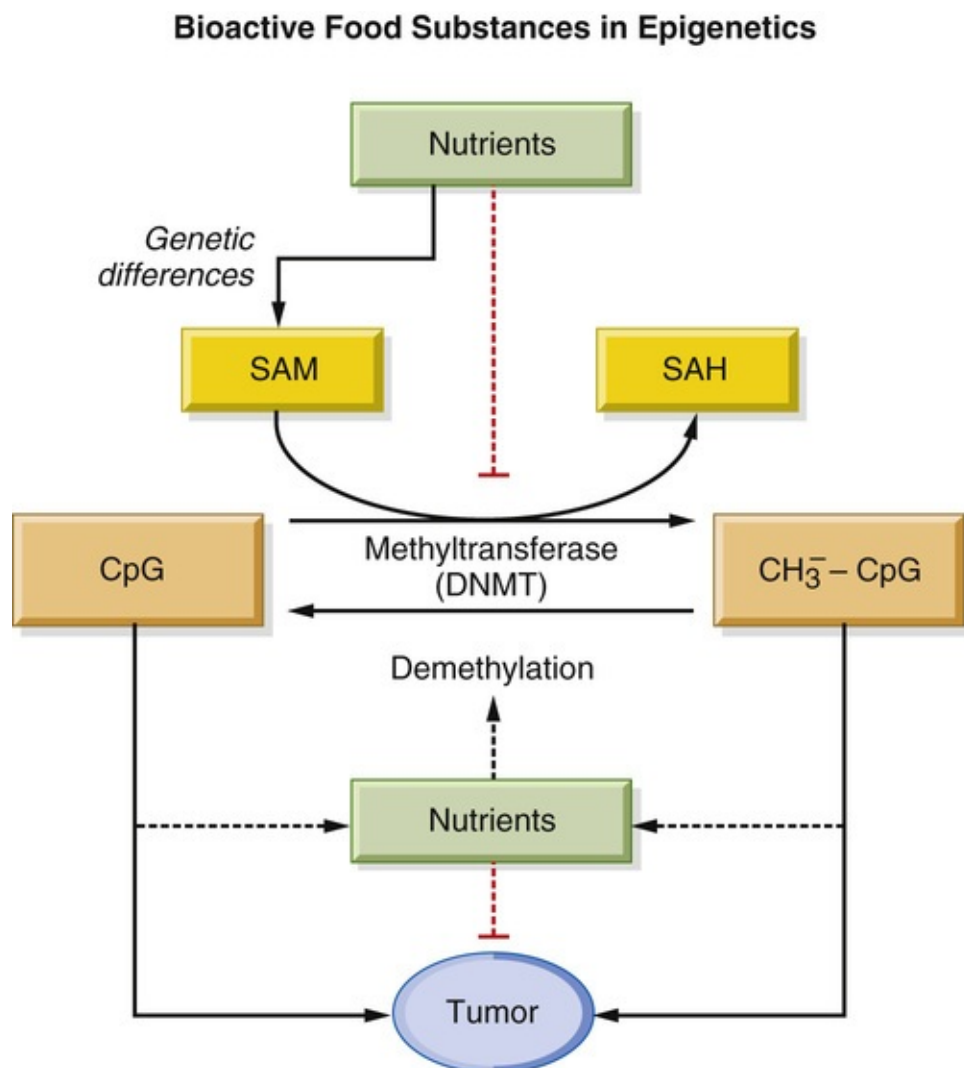 Bioactive Food Substances in Epigenetics
Nutrients
Genetic
differences
SAM
SAH
CpG
Methyltransferase
(DNMT)
CH₃⁻– CpG
Demethylation
Nutrients
Tumor